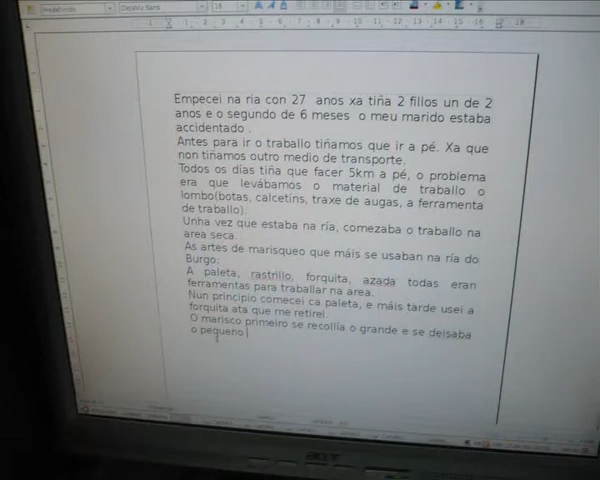 DejaVu Sans
Empecei na ria con 27 anos xa tiña 2 fillos un de 2
anos e o segundo de 6 meses o meu marido estaba
accidentado .
Antes para ir o traballo tiñamos que ir a pé. Xa que
non tiñamos outro medio de transporte.
Todos os días tiña que facer 5km a pé, o problema
era que levábamos o material de traballo o
lombo(botas, calcetíns, traxe de augas, a ferramenta
de traballo).
Unha vez que estaba na ría, comezaba o traballo na
area seca.
As artes de marisqueo que máis se usaban na ría do
Burgo:
A paleta, rastrillo, forquita, azada todas eran
ferramentas para traballar na area.
Nun principio comecei ca paleta, e máis tarde usei a
forquita ata que me retirei.
O marisco primeiro se recollía o grande e se deisaba
o pequeno
acer